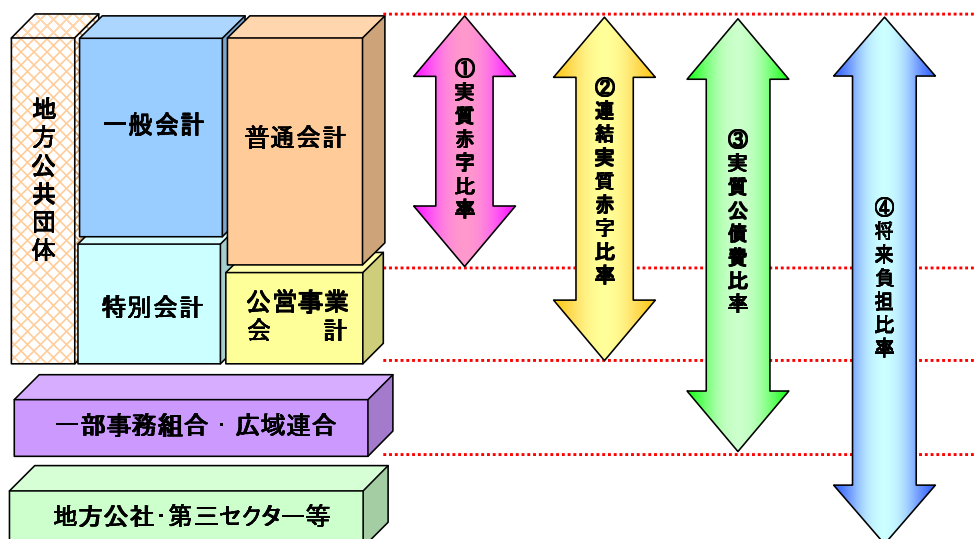 地方公共団体
一般会計
普通会計
特別会計
公営事業
会計
一部事務組合・広域連合
地方公社・第三セクター等
①実質赤字比率
②連結実質赤字比率
③実質公債費比率
④将来負担比率